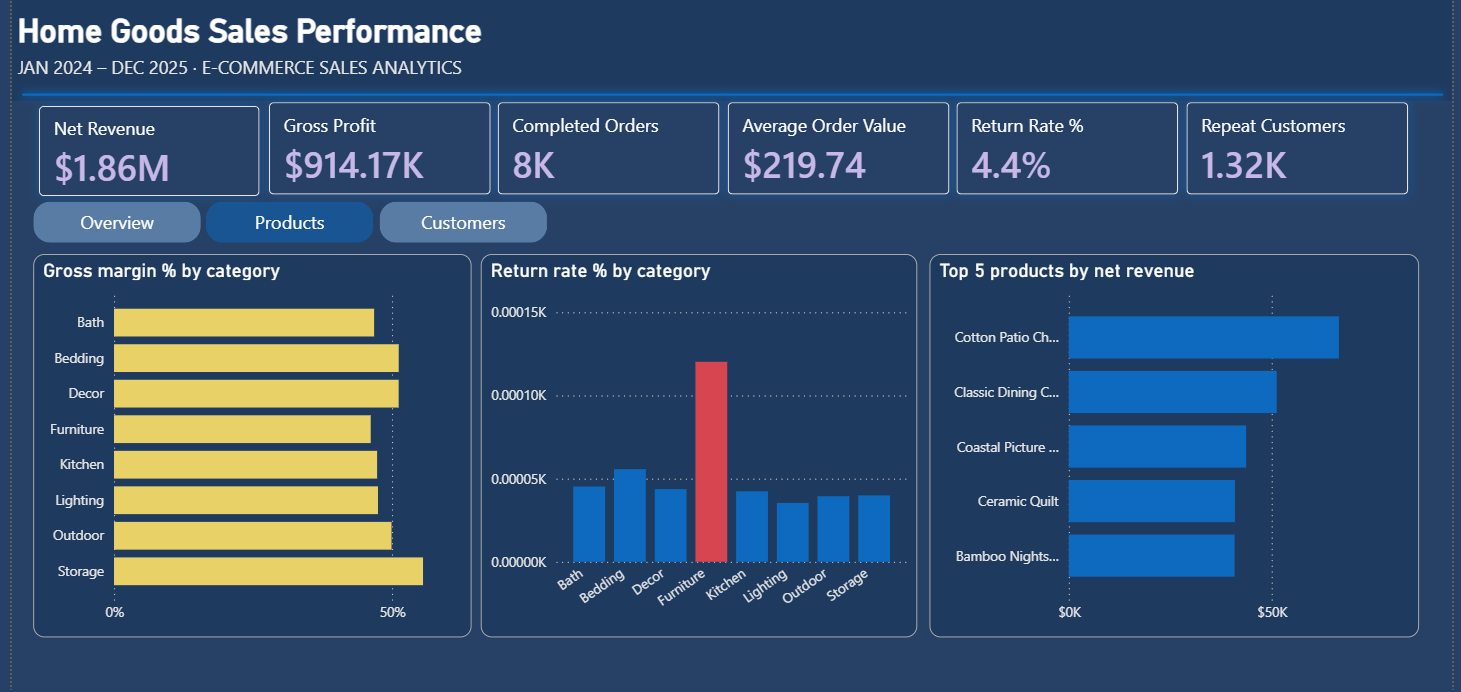 Home Goods Sales Performance
JAN 2024 – DEC 2025 · E-COMMERCE SALES ANALYTICS
Net Revenue
$1.86M
Gross Profit
$914.17K
Completed Orders
8K
Average Order Value
$219.74
Return Rate %
4.4%
Repeat Customers
1.32K
Overview
Products
Customers
Gross margin % by category
Bath
Bedding
Decor
Furniture
Kitchen
Lighting
Outdoor
Storage
0%
50%
Return rate % by category
0.00015K
0.00010K
0.00005K
0.00000K
Bath
Bedding
Decor
Furniture
Kitchen
Lighting
Outdoor
Storage
Top 5 products by net revenue
Cotton Patio Ch...
Classic Dining C...
Coastal Picture ...
Ceramic Quilt
Bamboo Nights...
$0K
$50K